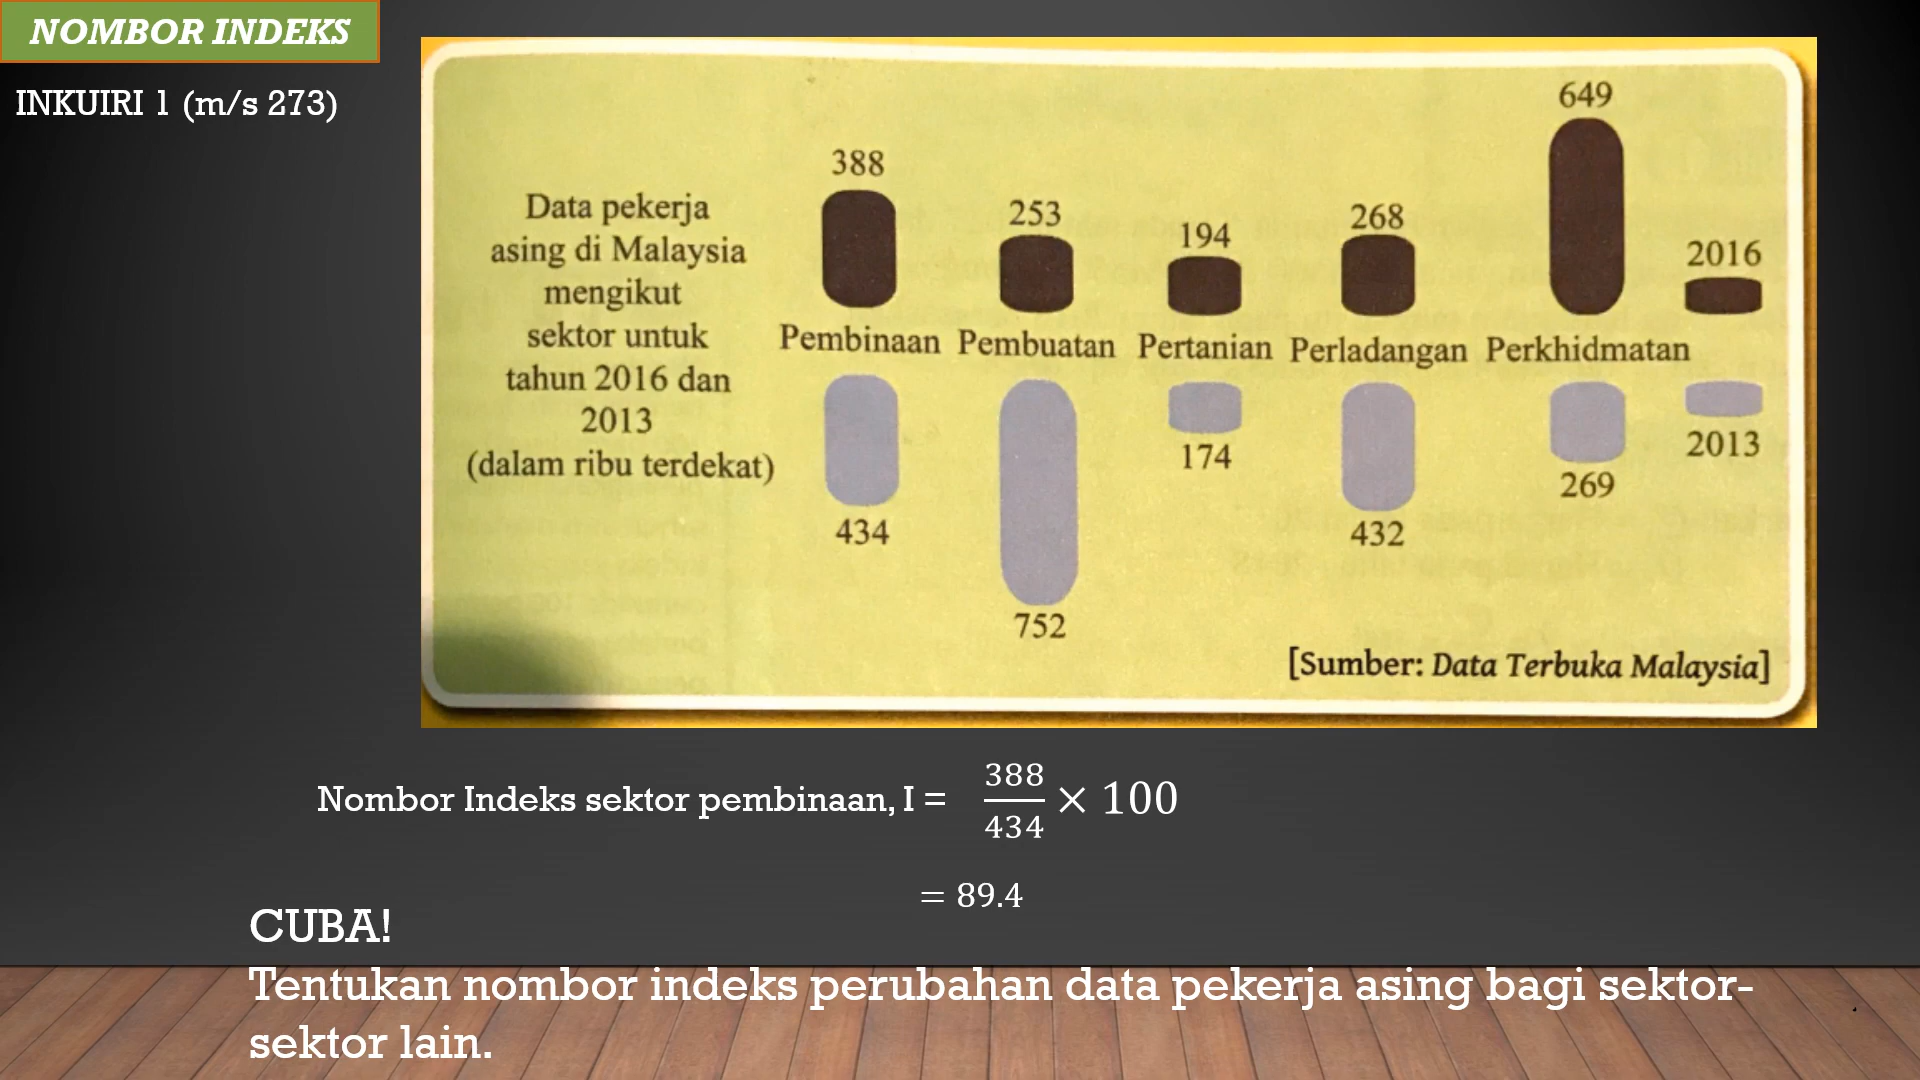 NOMBOR INDEKS
INKUIRI 1 (m/s 273)
Data pekerja
asing di Malaysia
mengikut
sektor untuk
tahun 2016 dan
2013
(dalam ribu terdekat)
388
253
194
268
649
2016
Pembinaan Pembuatan Pertanian Perladangan Perkhidmatan
434
752
174
432
269
2013
[Sumber: Data Terbuka Malaysia]
Nombor Indeks sektor pembinaan, I = 388/434 × 100
= 89.4
CUBA!
Tentukan nombor indeks perubahan data pekerja asing bagi sektor-
sektor lain.